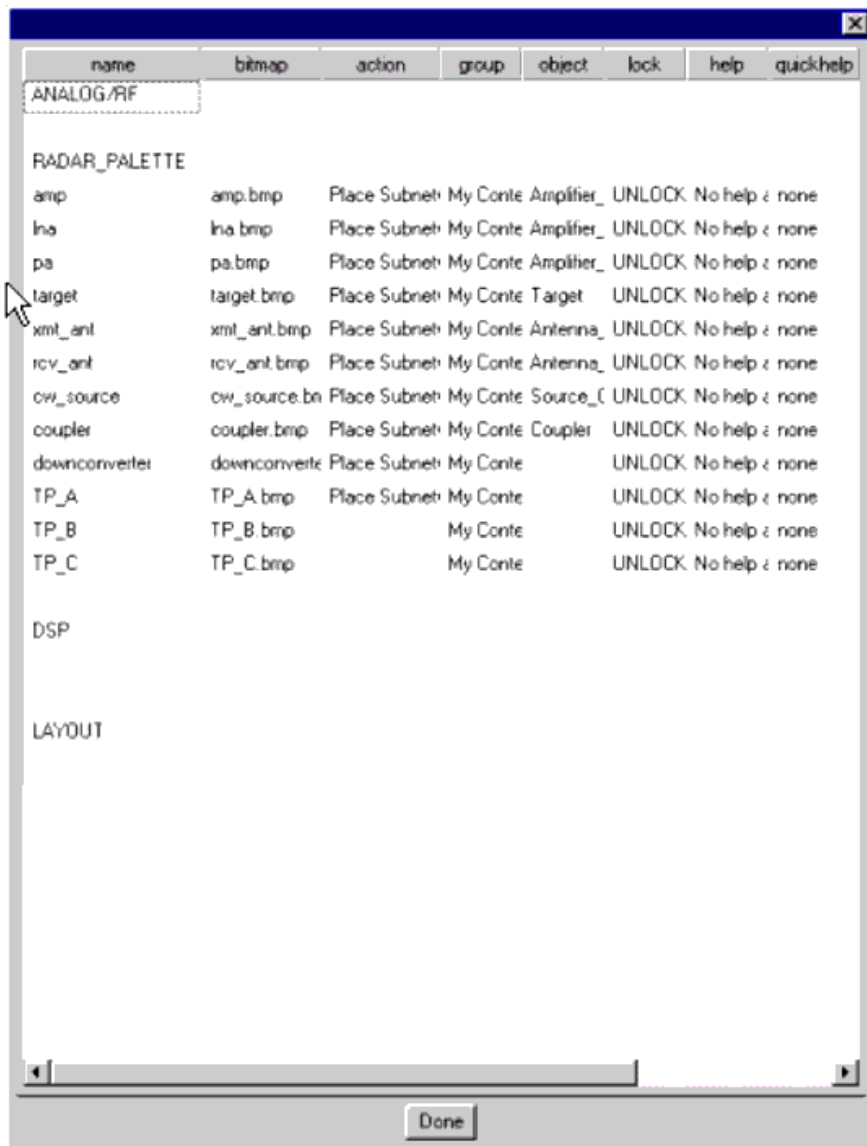 name bitmap action group object lock help quickhelp
ANALOG/RF
RADAR_PALETTE
amp amp.bmp Place Subnet My Conte Amplifier_ UNLOCK No help a none
lna lna.bmp Place Subnet My Conte Amplifier_ UNLOCK No help a none
pa pa.bmp Place Subnet My Conte Amplifier_ UNLOCK No help a none
target target.bmp Place Subnet My Conte Target UNLOCK No help a none
xmt_ant xmt_ant.bmp Place Subnet My Conte Antenna_ UNLOCK No help a none
rcv_ant rcv_ant.bmp Place Subnet My Conte Antenna_ UNLOCK No help a none
cw_source cw_source.bm Place Subnet My Conte Source_C UNLOCK No help a none
coupler coupler.bmp Place Subnet My Conte Coupler UNLOCK No help a none
downconverter downconverte Place Subnet My Conte UNLOCK No help a none
TP_A TP_A.bmp Place Subnet My Conte UNLOCK No help a none
TP_B TP_B.bmp My Conte UNLOCK No help a none
TP_C TP_C.bmp My Conte UNLOCK No help a none
DSP
LAYOUT
Done